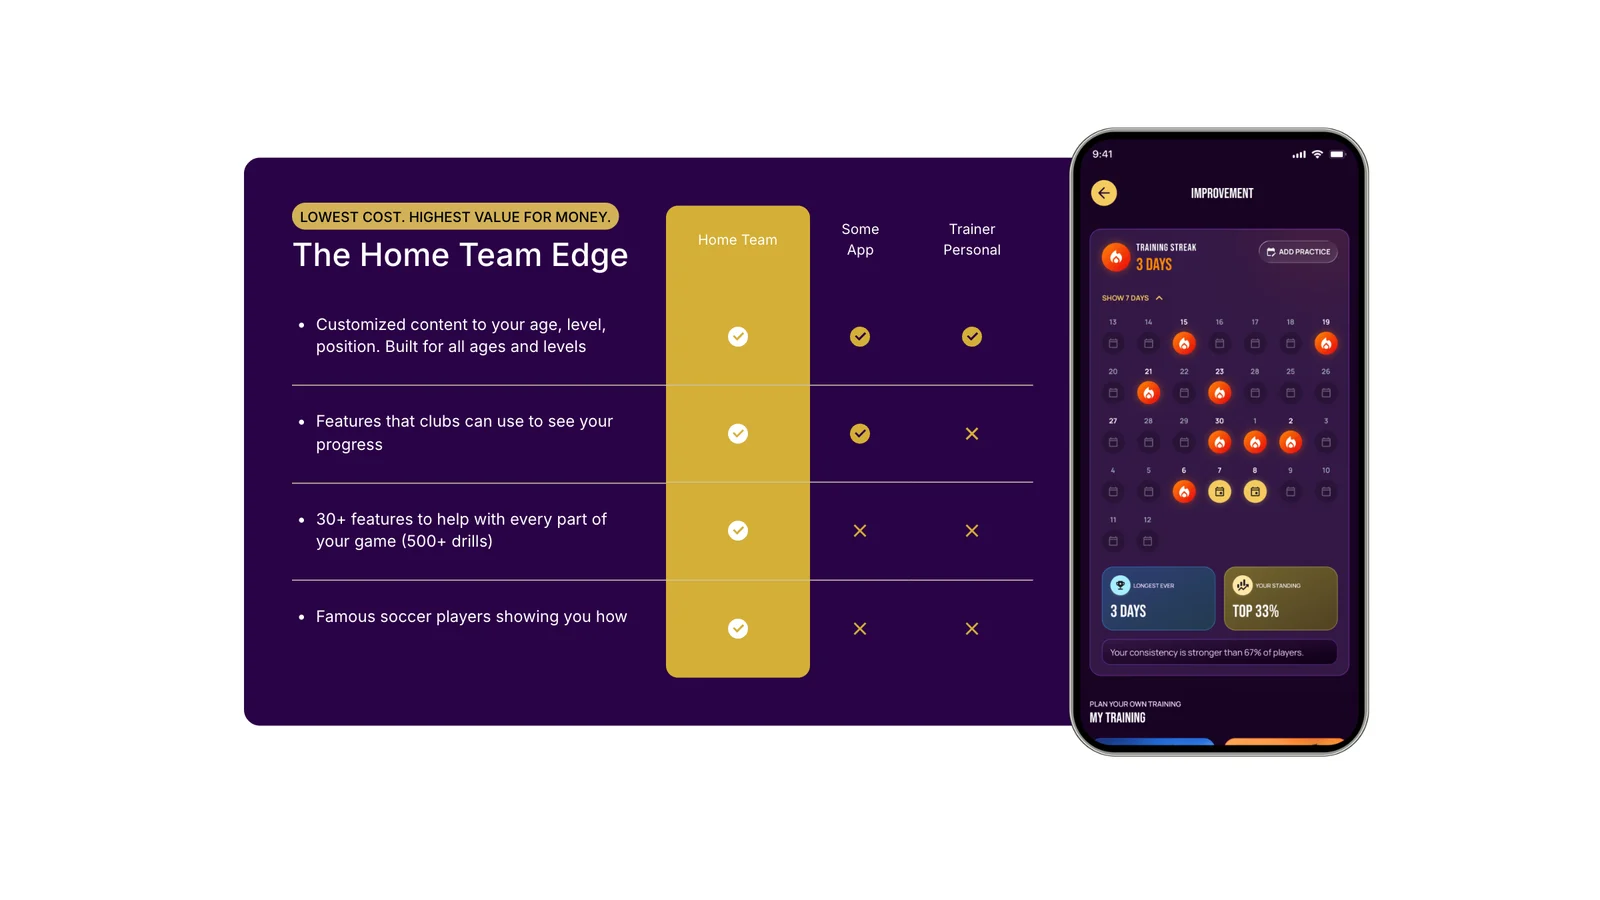 LOWEST COST. HIGHEST VALUE FOR MONEY.
The Home Team Edge
Home Team
Some
App
Trainer
Personal
• Customized content to your age, level,
position. Built for all ages and levels
• Features that clubs can use to see your
progress
• 30+ features to help with every part of
your game (500+ drills)
• Famous soccer players showing you how
9:41
IMPROVEMENT
TRAINING STREAK
3 DAYS
ADD PRACTICE
SHOW 7 DAYS
13 14 15 16 17 18 19
20 21 22 23 28 25 26
27 28 29 30 1 2 3
4 5 6 7 8 9 10
11 12
LONGEST EVER
3 DAYS
YOUR STANDING
TOP 33%
Your consistency is stronger than 67% of players.
PLAN YOUR OWN TRAINING
MY TRAINING